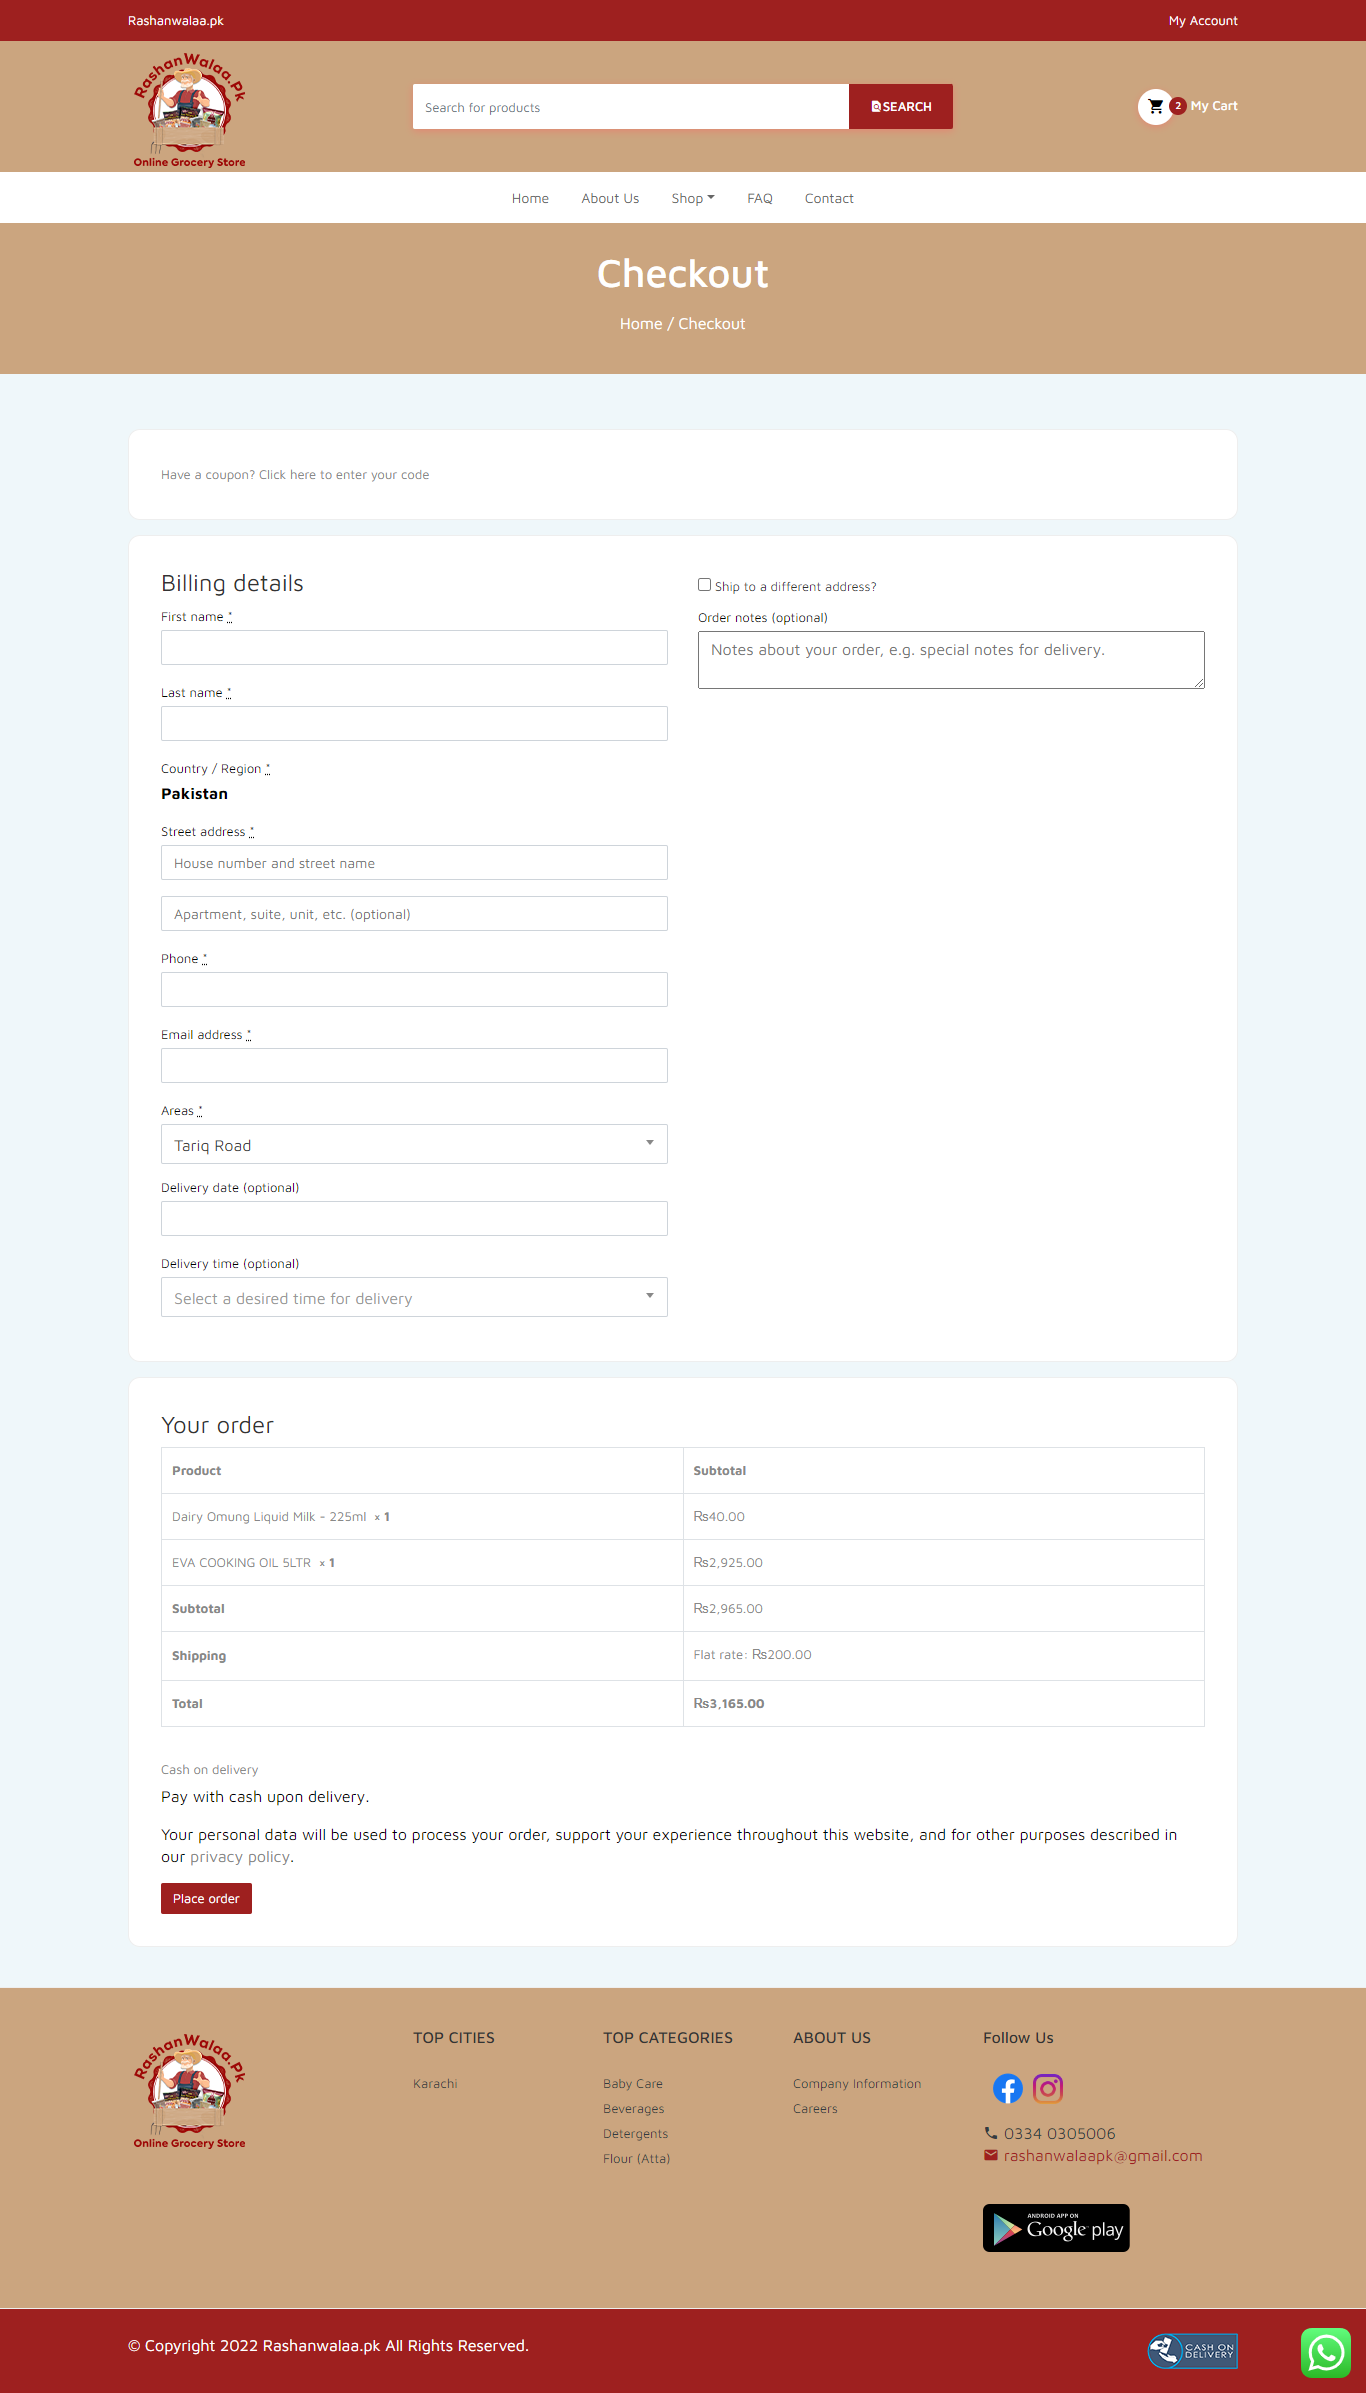 Rashanwalaa.pk
My Account
RashanWalaa.Pk
Online Grocery Store
Search for products
SEARCH
2 My Cart
Home
About Us
Shop
FAQ
Contact
Checkout
Home / Checkout
Have a coupon? Click here to enter your code
Billing details
First name *
Last name *
Country / Region *
Pakistan
Street address *
House number and street name
Apartment, suite, unit, etc. (optional)
Phone *
Email address *
Areas *
Tariq Road
Delivery date (optional)
Delivery time (optional)
Select a desired time for delivery
Ship to a different address?
Order notes (optional)
Notes about your order, e.g. special notes for delivery.
Your order
Product
Subtotal
Dairy Omung Liquid Milk - 225ml × 1
₨40.00
EVA COOKING OIL 5LTR × 1
₨2,925.00
Subtotal
₨2,965.00
Shipping
Flat rate: ₨200.00
Total
₨3,165.00
Cash on delivery
Pay with cash upon delivery.
Your personal data will be used to process your order, support your experience throughout this website, and for other purposes described in
our privacy policy.
Place order
RashanWalaa.Pk
Online Grocery Store
TOP CITIES
Karachi
TOP CATEGORIES
Baby Care
Beverages
Detergents
Flour (Atta)
ABOUT US
Company Information
Careers
Follow Us
0334 0305006
rashanwalaapk@gmail.com
ANDROID APP ON
Google play
© Copyright 2022 Rashanwalaa.pk All Rights Reserved.
CASH ON
DELIVERY